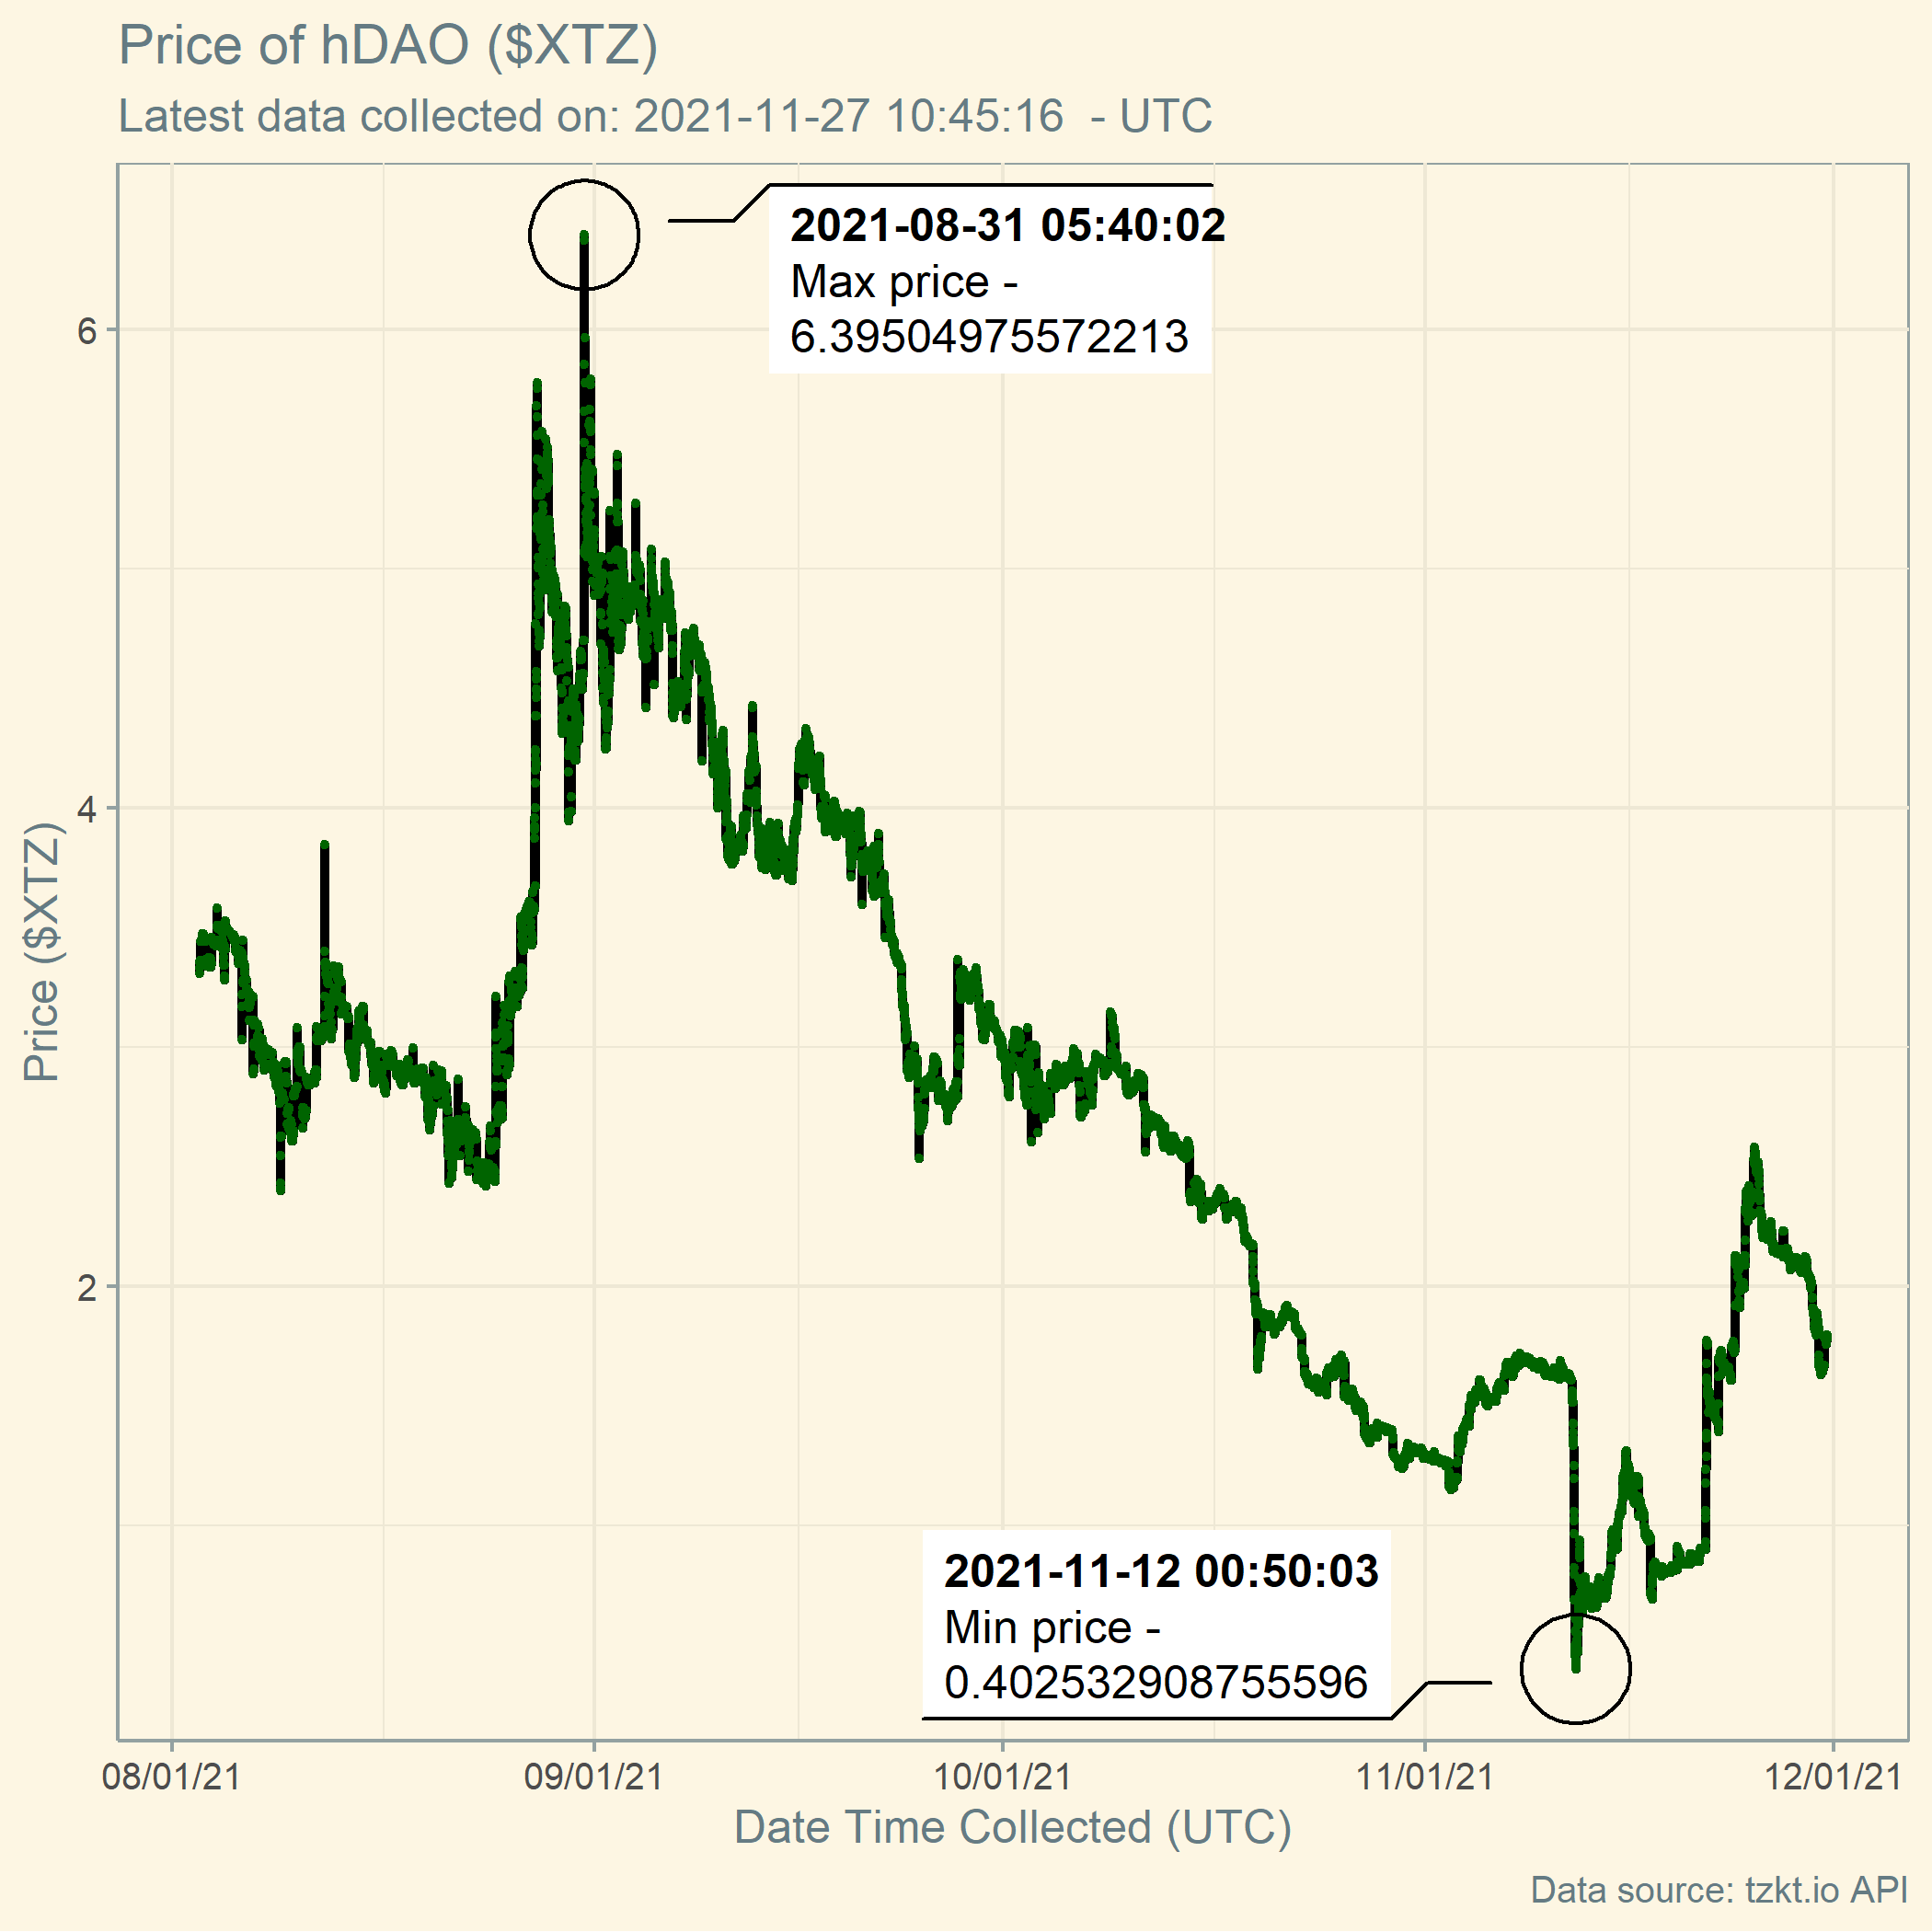 Price of hDAO ($XTZ)
Latest data collected on: 2021-11-27 10:45:16  - UTC
2021-08-31 05:40:02
Max price -
6.39504975572213
6
4
2
Price ($XTZ)
2021-11-12 00:50:03
Min price -
0.402532908755596
08/01/21
09/01/21
10/01/21
11/01/21
12/01/21
Date Time Collected (UTC)
Data source: tzkt.io API